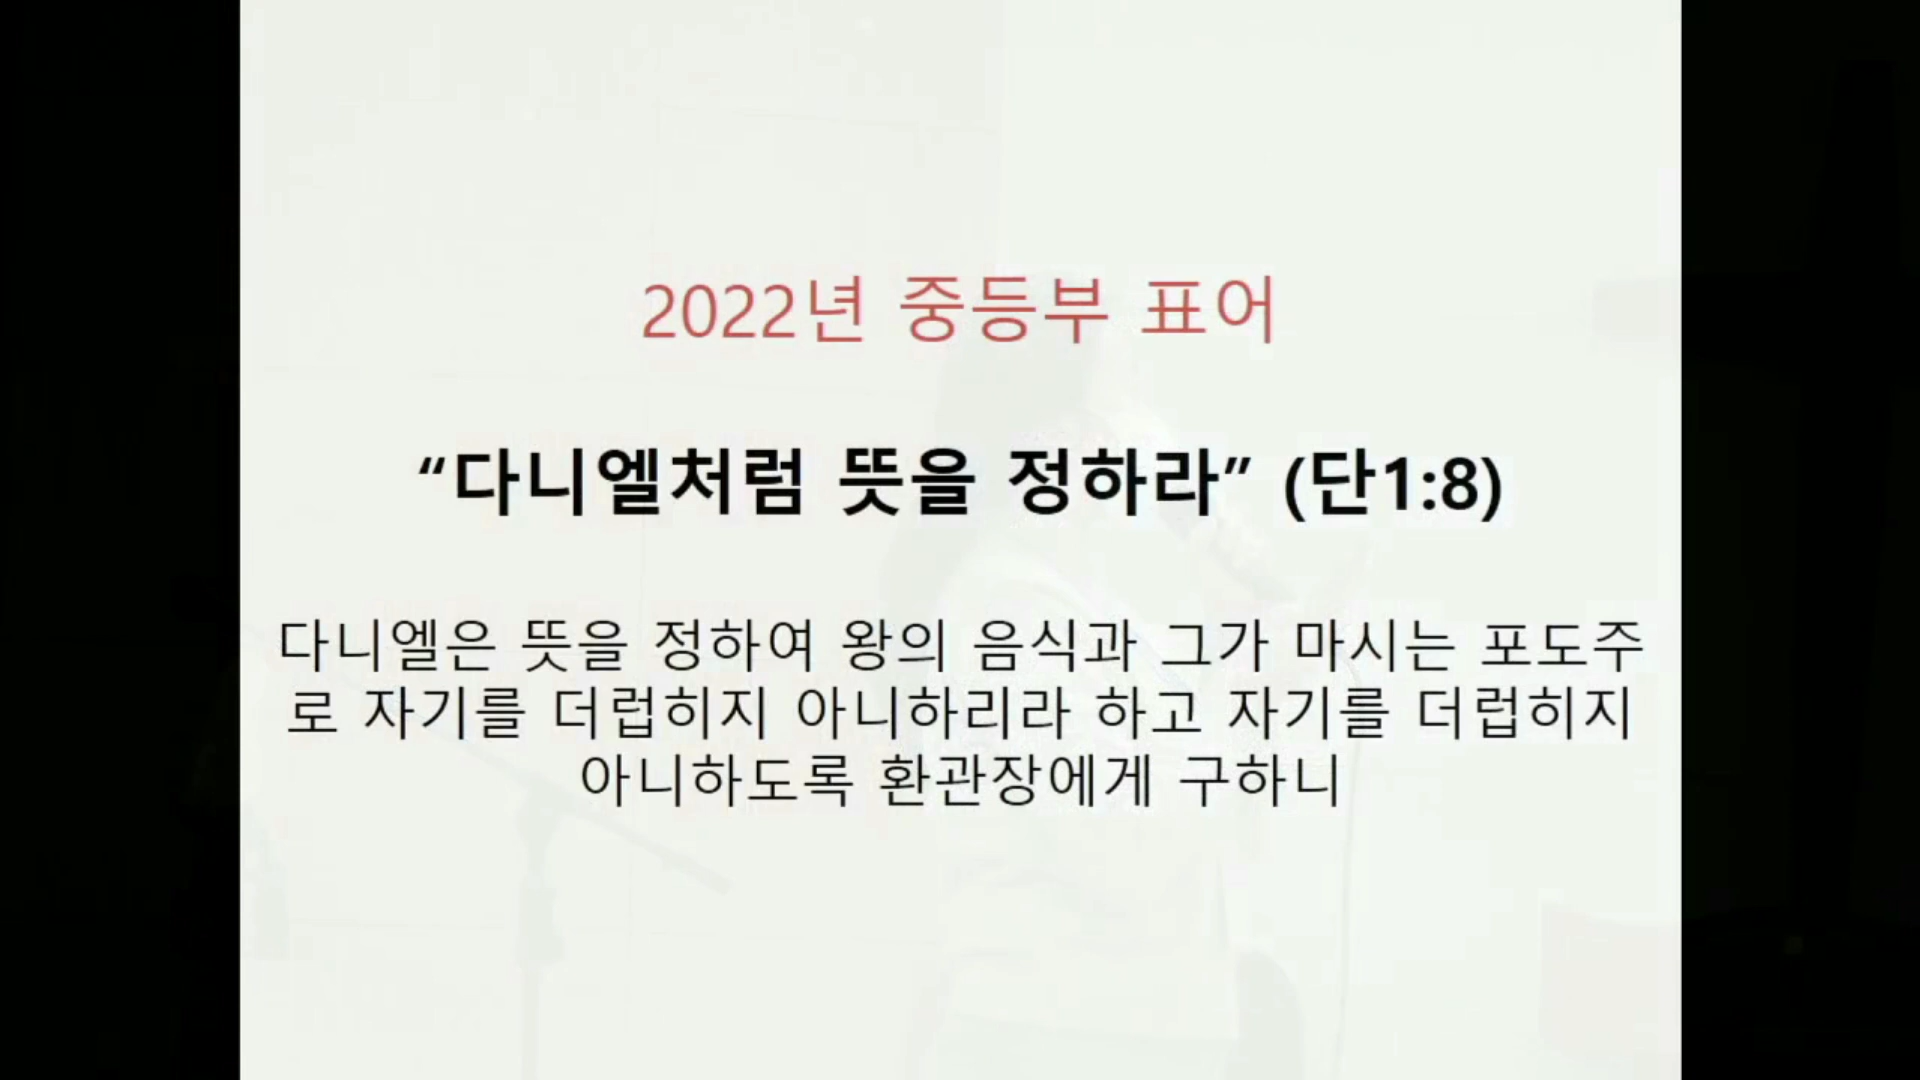 2022년 중등부 표어
“다니엘처럼 뜻을 정하라” (단1:8)
다니엘은 뜻을 정하여 왕의 음식과 그가 마시는 포도주
로 자기를 더럽히지 아니하리라 하고 자기를 더럽히지
아니하도록 환관장에게 구하니